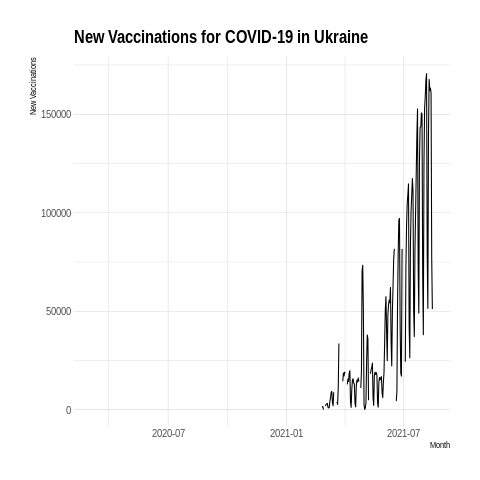 New Vaccinations for COVID-19 in Ukraine
New Vaccinations
150000
100000
50000
0
2020-07 2021-01 2021-07
Month